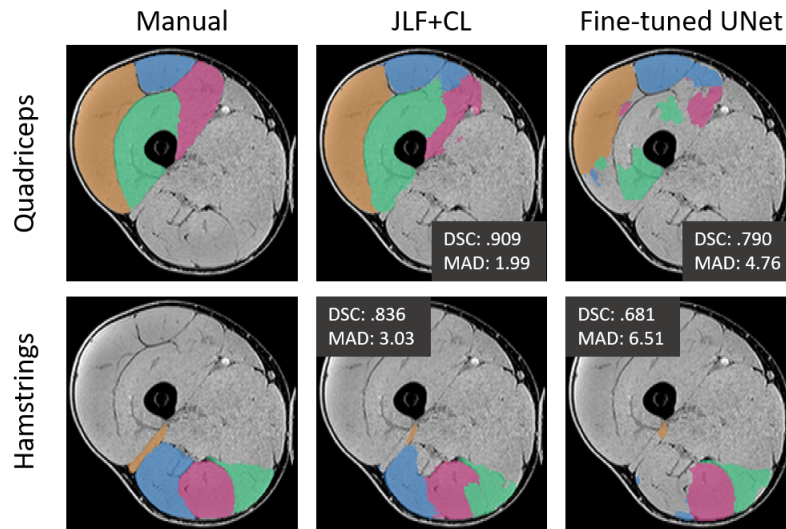 Manual
JLF+CL
Fine-tuned UNet
Quadriceps
DSC: .909
MAD: 1.99
DSC: .790
MAD: 4.76
Hamstrings
DSC: .836
MAD: 3.03
DSC: .681
MAD: 6.51